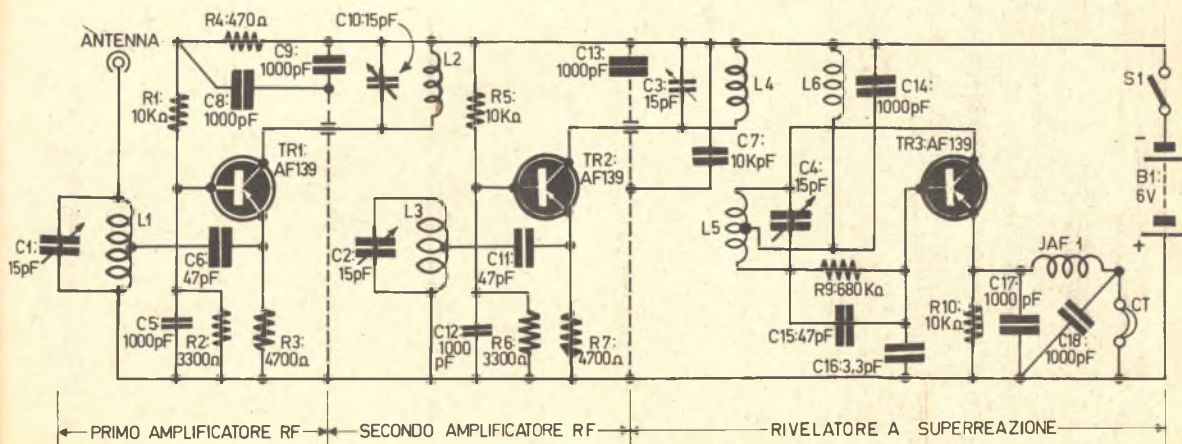 ANTENNA
R4:470Ω
C10:15pF
C9:
1000pF
L2
C8:
1000pF
R1:
10KΩ
TR1:
AF139
C1:
15pF
L1
C6:
47pF
C5:
1000pF
R2:
3300Ω
R3:
4700Ω
R5:
10KΩ
C13:
1000pF
C3:
15pF
L4
L6
C14:
1000pF
C7:
10KpF
TR2:
AF139
C2:
15pF
L3
C11:
47pF
C12:
1000
pF
R6:
3300Ω
R7:
4700Ω
C4:
15pF
L5
TR3:AF139
R9:680KΩ
C15:47pF
C16:3,3pF
R10:
10KΩ
C17:
1000pF
JAF 1
C18:
1000pF
CT
S1
-
B1:
6V
+
PRIMO AMPLIFICATORE RF
SECONDO AMPLIFICATORE RF
RIVELATORE A SUPERREAZIONE